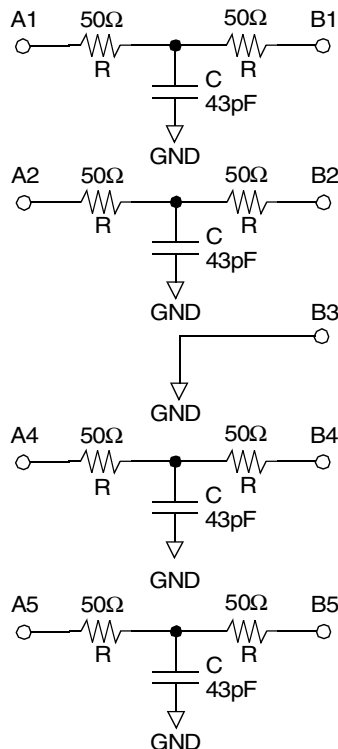 A1 50Ω 50Ω B1
R R
C
43pF
GND
A2 50Ω 50Ω B2
R R
C
43pF
GND
B3
GND
A4 50Ω 50Ω B4
R R
C
43pF
GND
A5 50Ω 50Ω B5
R R
C
43pF
GND